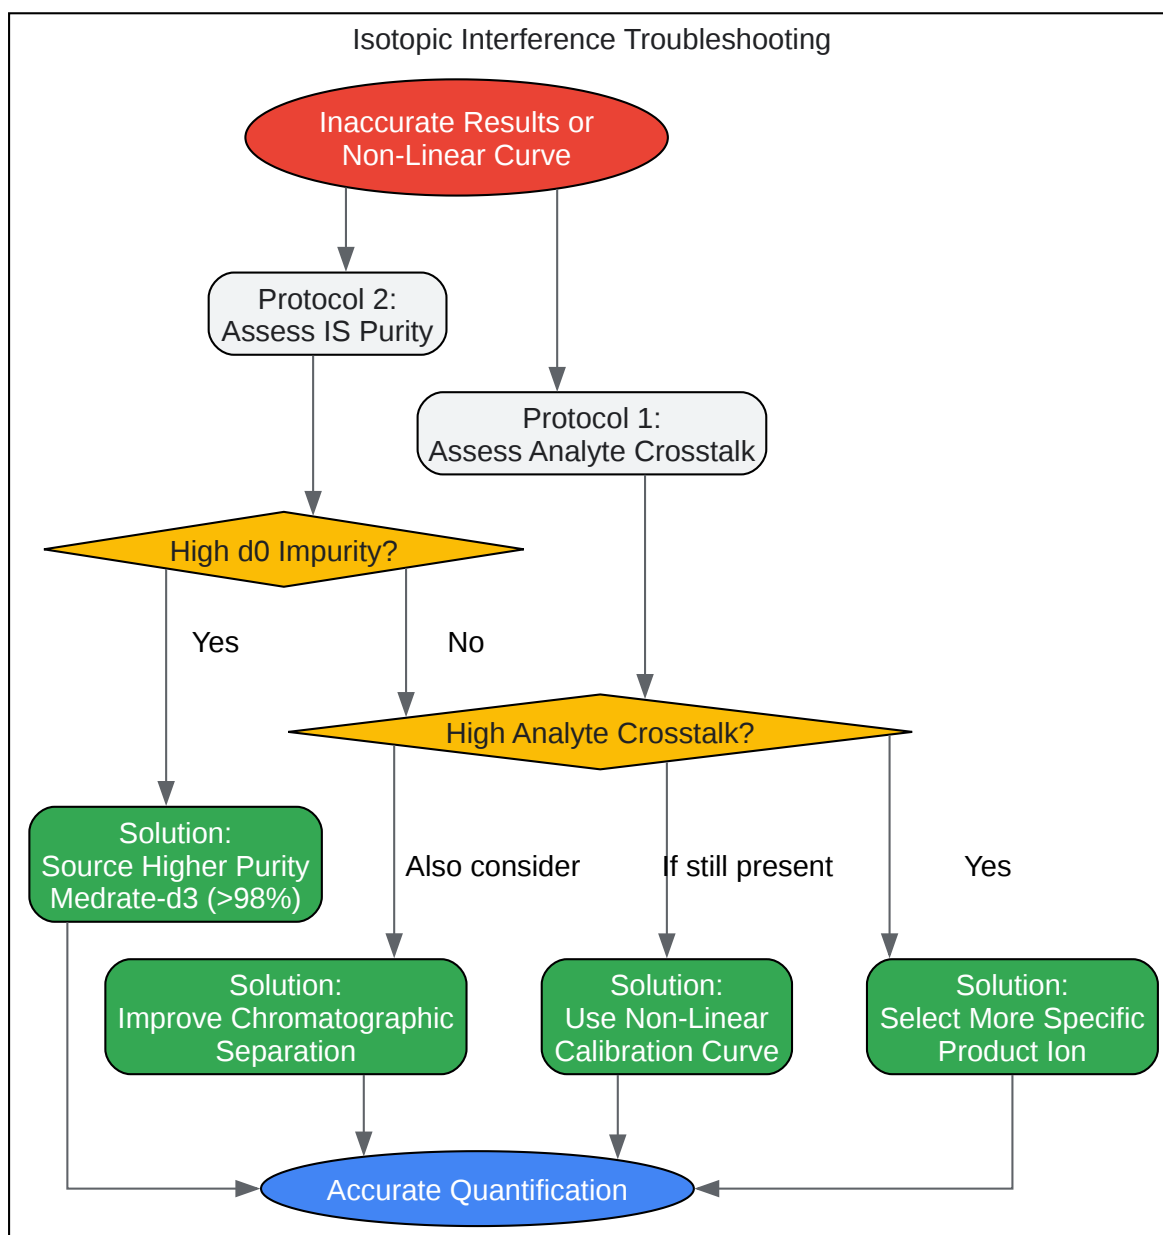 Isotopic Interference Troubleshooting
Inaccurate Results or
Non-Linear Curve
Protocol 2:
Assess IS Purity
Protocol 1:
Assess Analyte Crosstalk
High d0 Impurity?
Yes
No
High Analyte Crosstalk?
Solution:
Source Higher Purity
Medrate-d3 (>98%)
Also consider
If still present
Yes
Solution:
Improve Chromatographic
Separation
Solution:
Use Non-Linear
Calibration Curve
Solution:
Select More Specific
Product Ion
Accurate Quantification